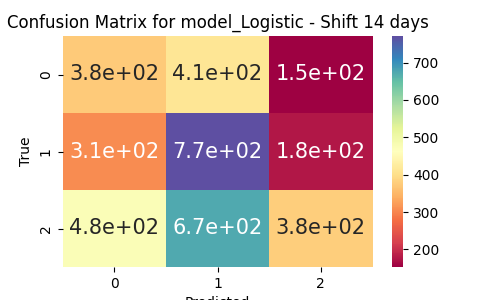 Confusion Matrix for model_Logistic - Shift 14 days
0 3.8e+02 4.1e+02 1.5e+02
1 3.1e+02 7.7e+02 1.8e+02
2 4.8e+02 6.7e+02 3.8e+02
True
0 1 2
Predicted
700
600
500
400
300
200